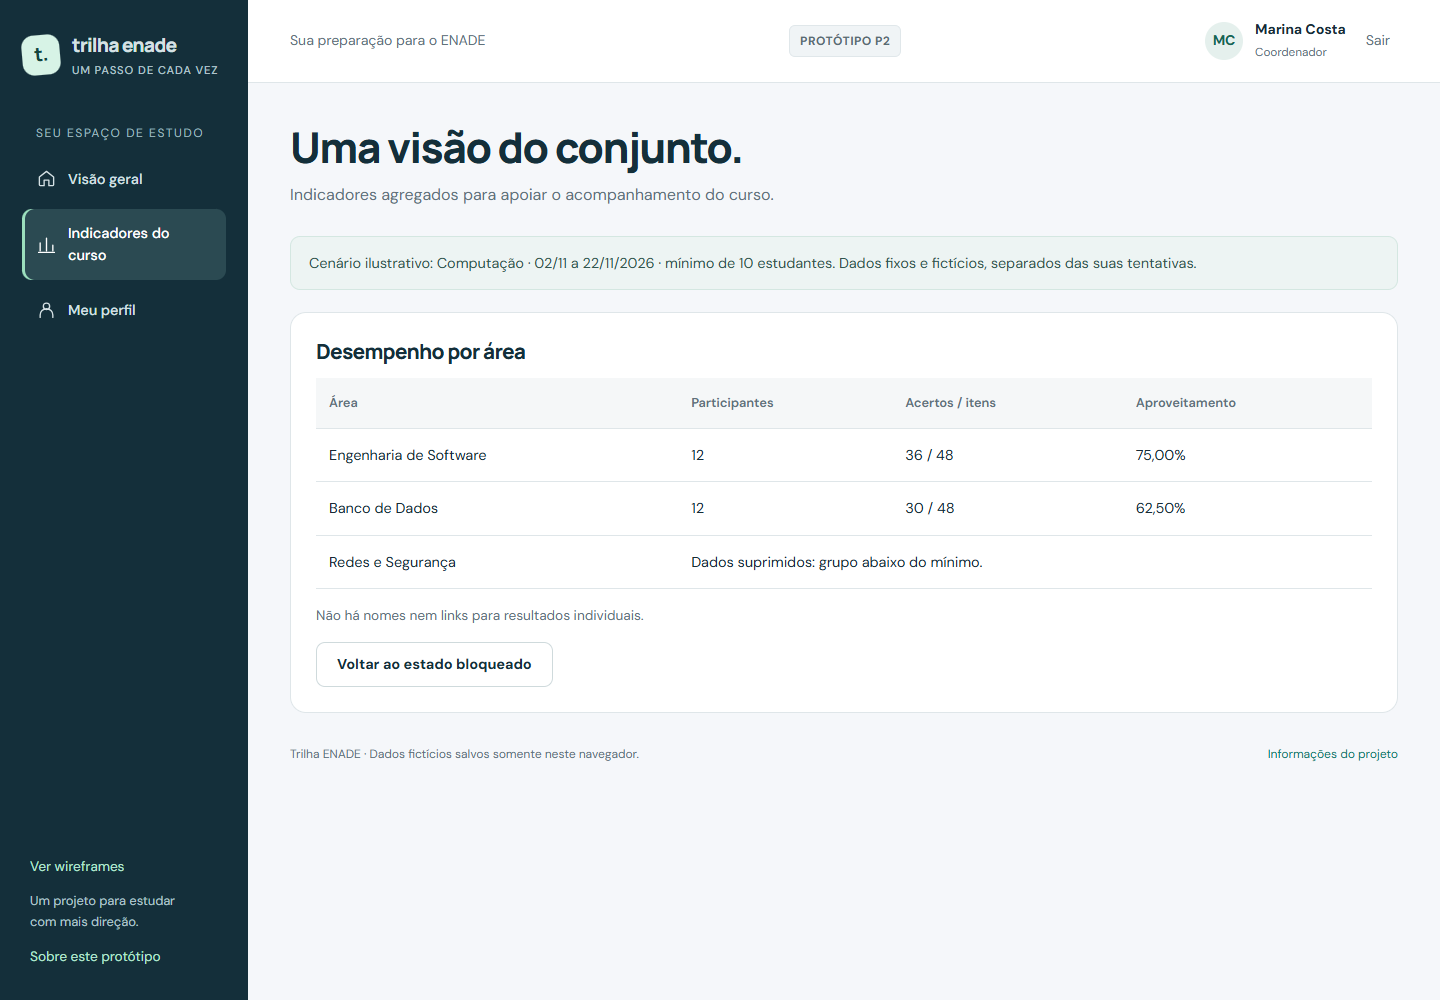 t.
trilha enade
UM PASSO DE CADA VEZ
SEU ESPAÇO DE ESTUDO
Visão geral
Indicadores do
curso
Meu perfil
Ver wireframes
Um projeto para estudar
com mais direção.
Sobre este protótipo
Sua preparação para o ENADE
PROTÓTIPO P2
MC
Marina Costa
Coordenador
Sair
Uma visão do conjunto.
Indicadores agregados para apoiar o acompanhamento do curso.
Cenário ilustrativo: Computação · 02/11 a 22/11/2026 · mínimo de 10 estudantes. Dados fixos e fictícios, separados das suas tentativas.
Desempenho por área
Área Participantes Acertos / itens Aproveitamento
Engenharia de Software 12 36 / 48 75,00%
Banco de Dados 12 30 / 48 62,50%
Redes e Segurança Dados suprimidos: grupo abaixo do mínimo.
Não há nomes nem links para resultados individuais.
Voltar ao estado bloqueado
Trilha ENADE · Dados fictícios salvos somente neste navegador.
Informações do projeto